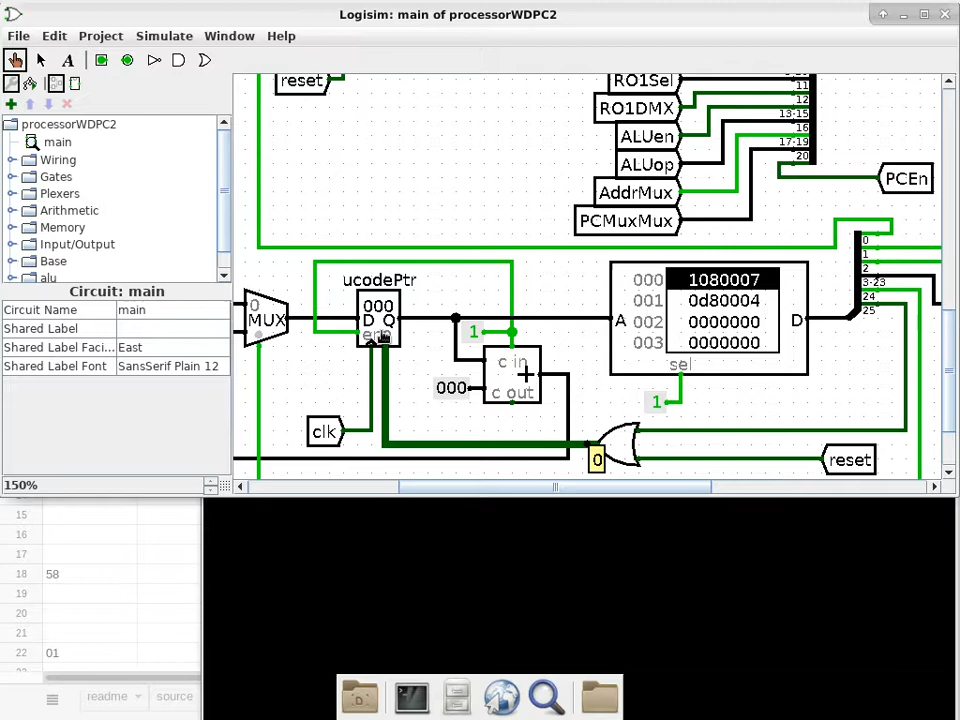 Logisim: main of processorWDPC2
File Edit Project Simulate Window Help
A
processorWDPC2
main
Wiring
Gates
Plexers
Arithmetic
Memory
Input/Output
Base
alu
Circuit: main
Circuit Name main
Shared Label
Shared Label Faci... East
Shared Label Font SansSerif Plain 12
150%
reset
RO1Sel
RO1DMX
ALUen
ALUop
AddrMux
PCMuxMux
11
12
13-15
16
17-19
20
PCEn
0
1
2
3-23
24
25
ucodePtr
0
MUX
000
D Q
1
c in
+
c out
000
A
000 1080007
001 0d80004
002 0000000
003 0000000
D
sel
1
clk
0
reset
15
16
17
18 58
19
20
21
22 01
readme
source